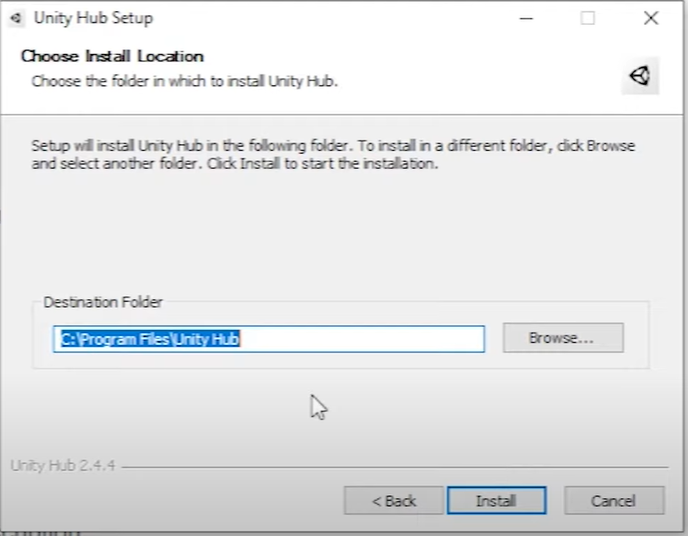 Unity Hub Setup
Choose Install Location
Choose the folder in which to install Unity Hub.
Setup will install Unity Hub in the following folder. To install in a different folder, click Browse
and select another folder. Click Install to start the installation.
Destination Folder
C:\Program Files\Unity Hub
Browse...
Unity Hub 2.4.4
< Back
Install
Cancel